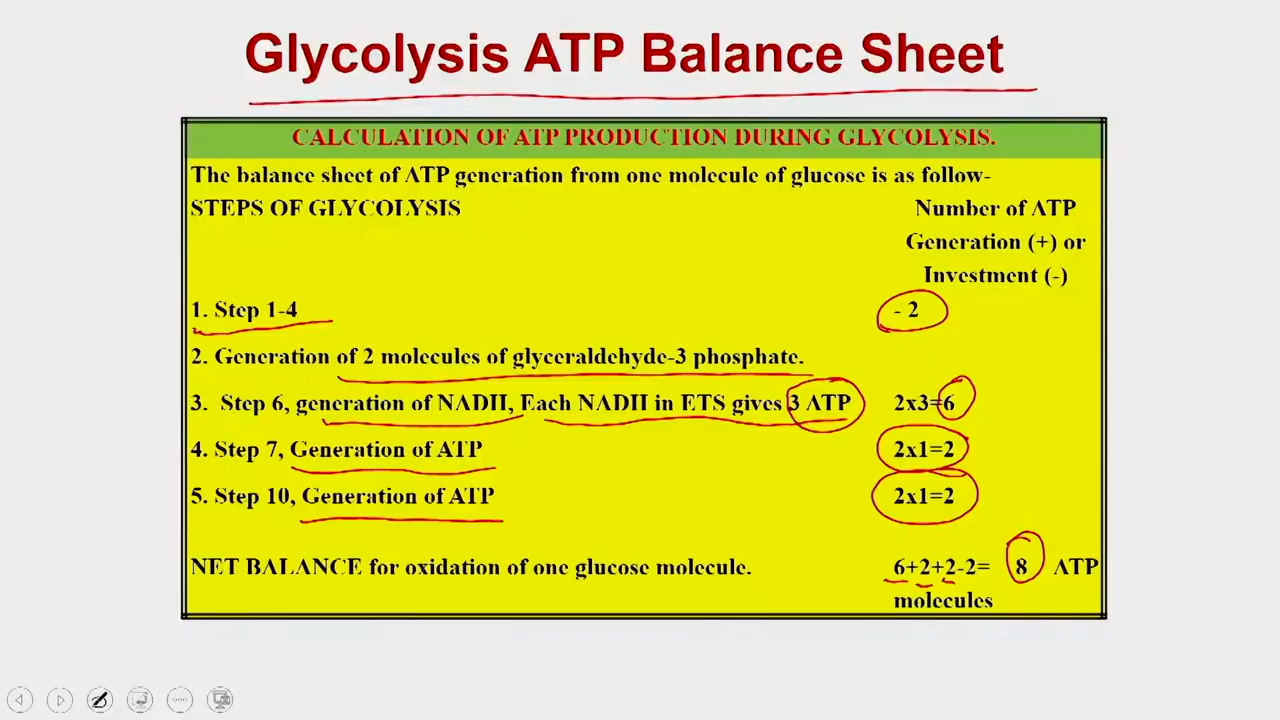 Glycolysis ATP Balance Sheet
CALCULATION OF ATP PRODUCTION DURING GLYCOLYSIS.
The balance sheet of ATP generation from one molecule of glucose is as follow-
STEPS OF GLYCOLYSIS Number of ATP
Generation (+) or
Investment (-)
1. Step 1-4 - 2
2. Generation of 2 molecules of glyceraldehyde-3 phosphate.
3. Step 6, generation of NADH, Each NADH in ETS gives 3 ATP 2x3=6
4. Step 7, Generation of ATP 2x1=2
5. Step 10, Generation of ATP 2x1=2
NET BALANCE for oxidation of one glucose molecule. 6+2+2-2= 8 ATP
molecules